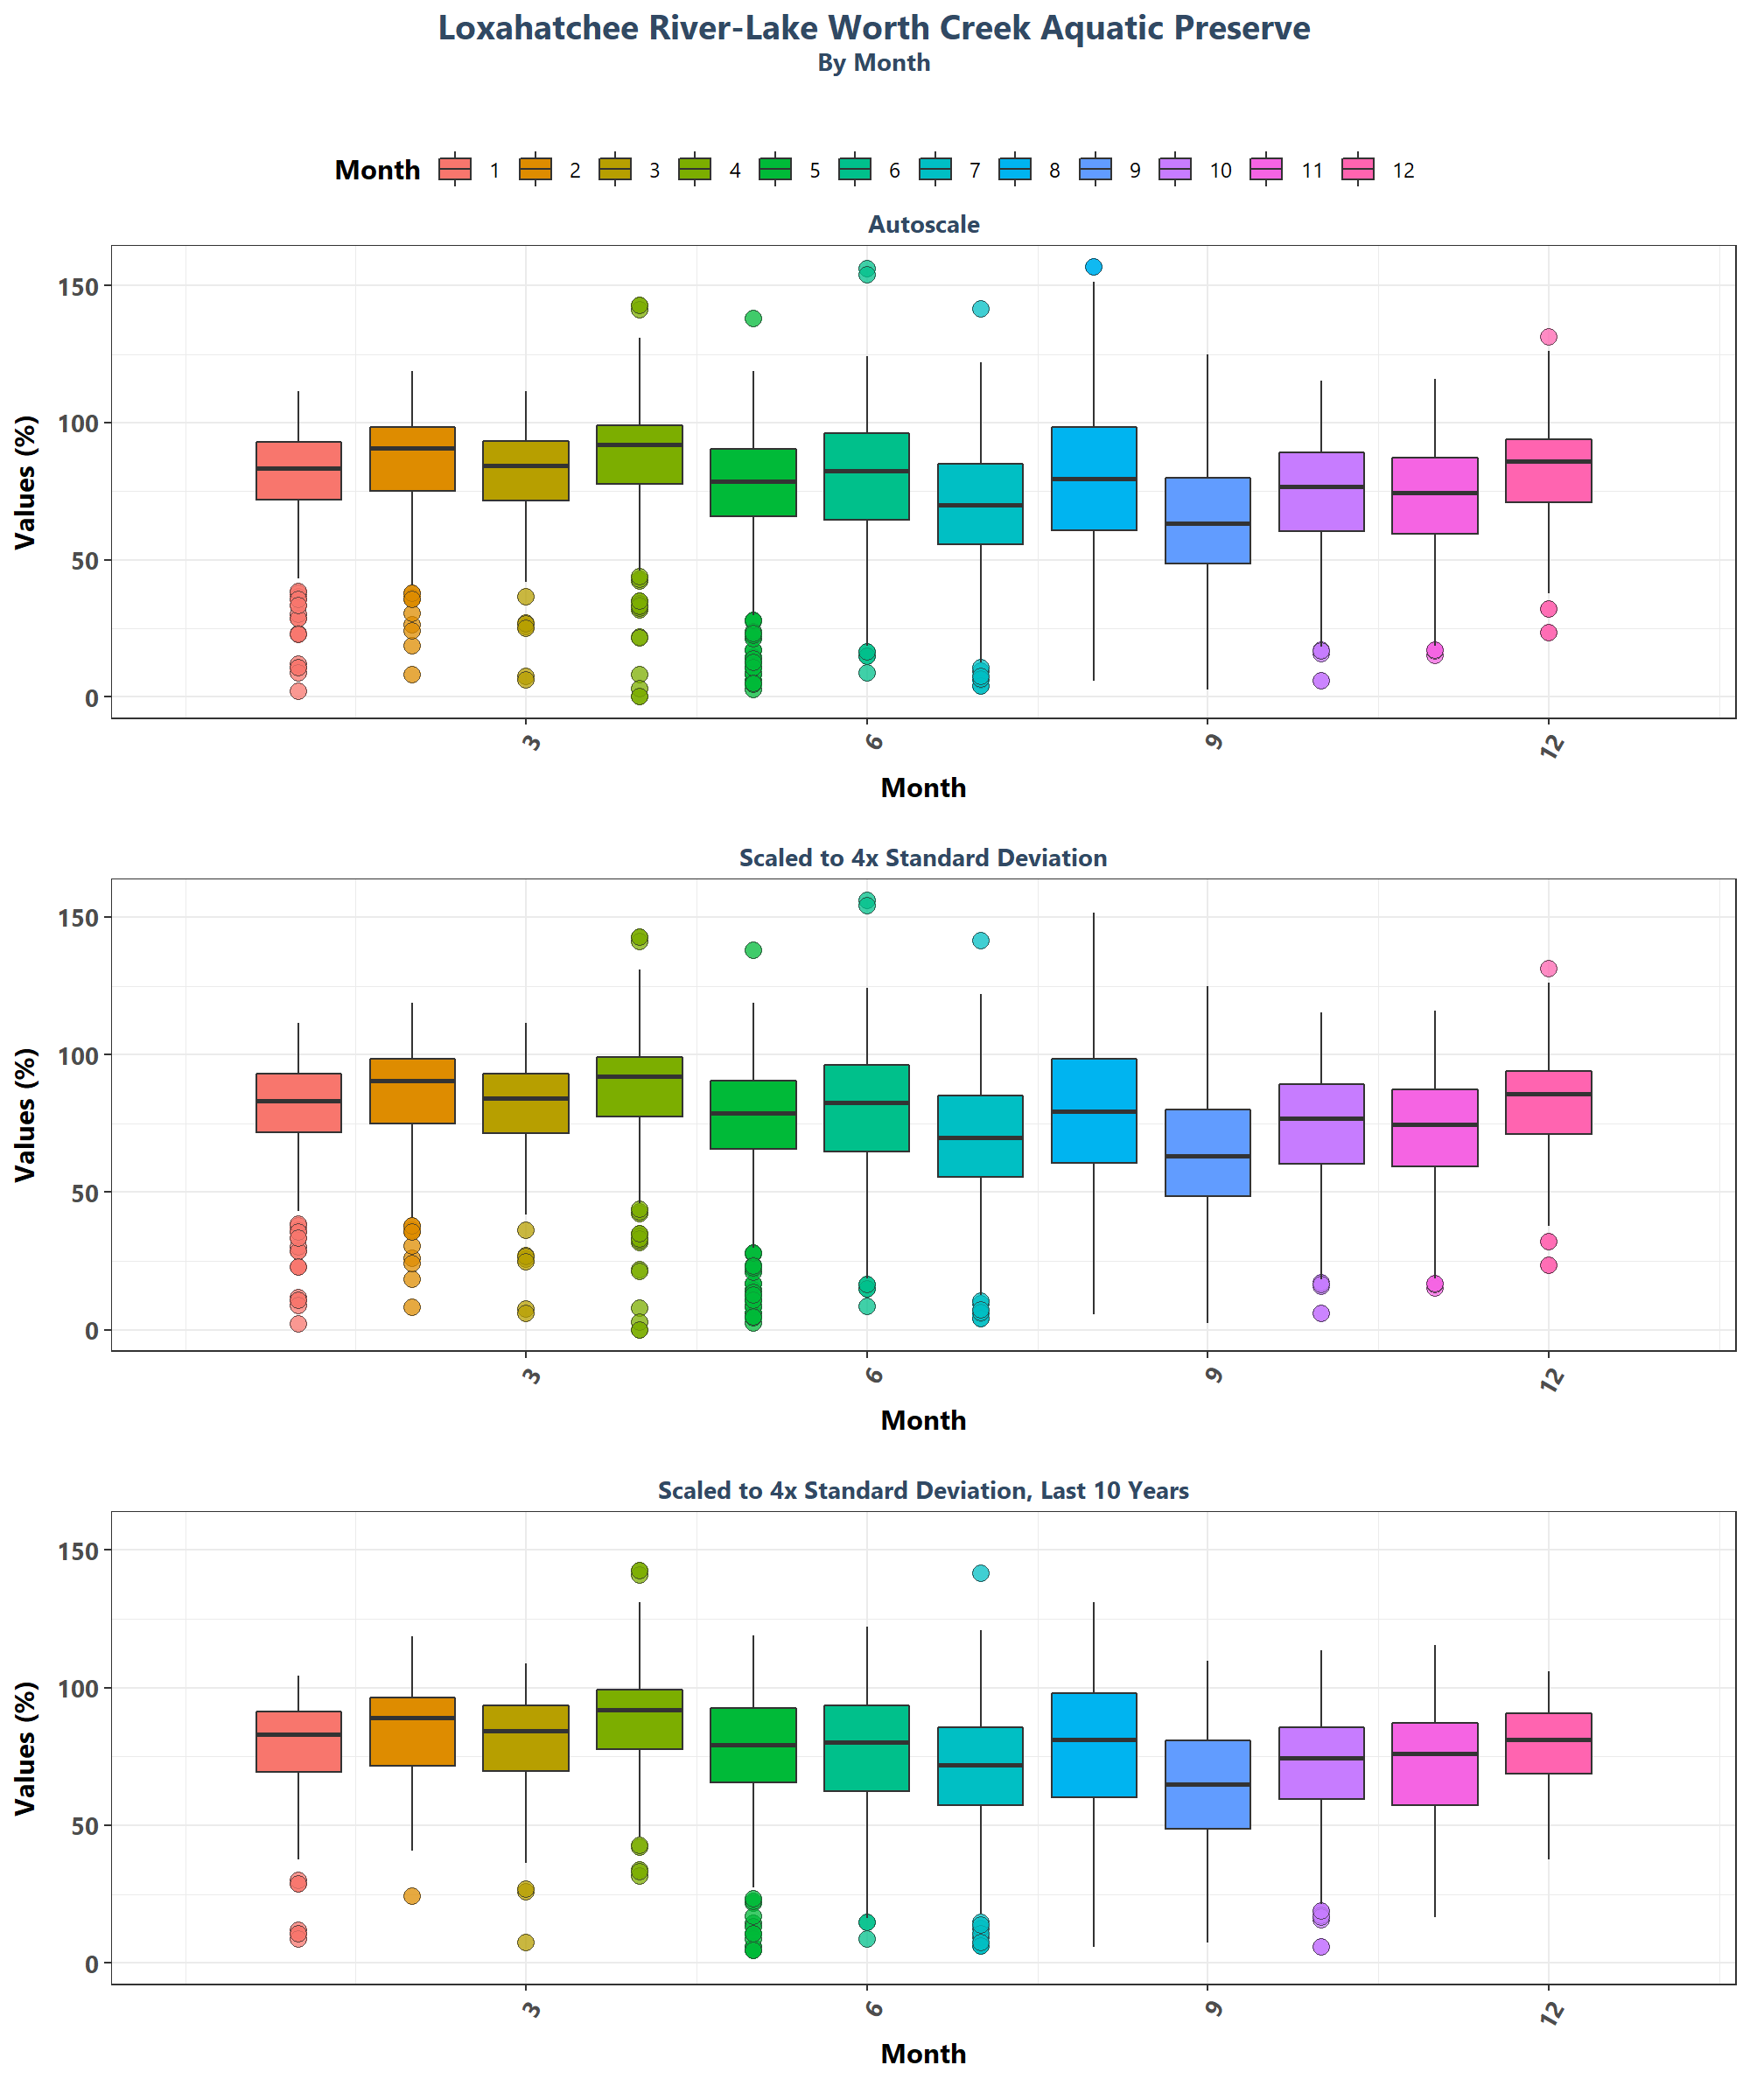 Loxahatchee River-Lake Worth Creek Aquatic Preserve
By Month
Month 1 2 3 4 5 6 7 8 9 10 11 12
Autoscale
Values (%)
150
100
50
0
3 6 9 12
Month
Scaled to 4x Standard Deviation
Values (%)
150
100
50
0
3 6 9 12
Month
Scaled to 4x Standard Deviation, Last 10 Years
Values (%)
150
100
50
0
3 6 9 12
Month